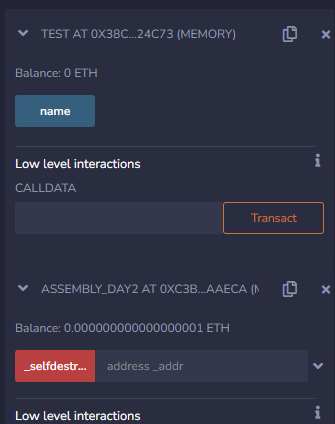 TEST AT 0X38C...24C73 (MEMORY)
Balance: 0 ETH
name
Low level interactions
CALLDATA
Transact
ASSEMBLY_DAY2 AT 0XC3B...AAECA (M
Balance: 0.000000000000000001 ETH
_selfdestr... address _addr
Low level interactions